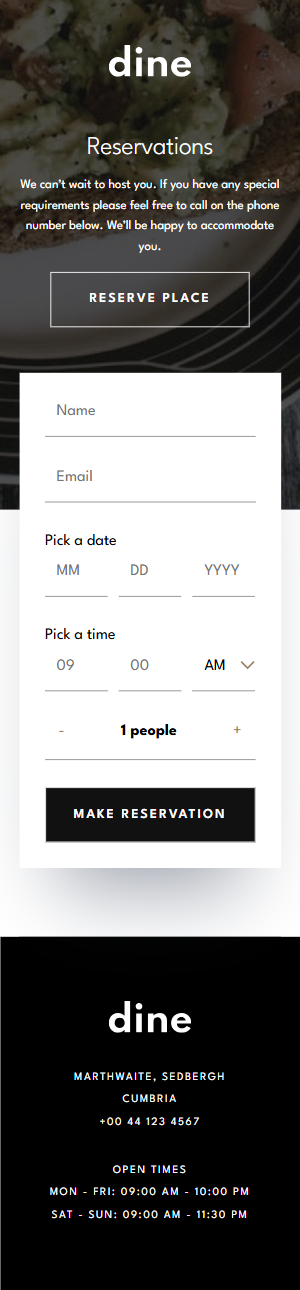 dine
Reservations
We can't wait to host you. If you have any special
requirements please feel free to call on the phone
number below. We'll be happy to accommodate
you.
RESERVE PLACE
Name
Email
Pick a date
MM DD YYYY
Pick a time
09 00 AM
- 1 people +
MAKE RESERVATION
dine
MARTHWAITE, SEDBERGH
CUMBRIA
+00 44 123 4567
OPEN TIMES
MON - FRI: 09:00 AM - 10:00 PM
SAT - SUN: 09:00 AM - 11:30 PM